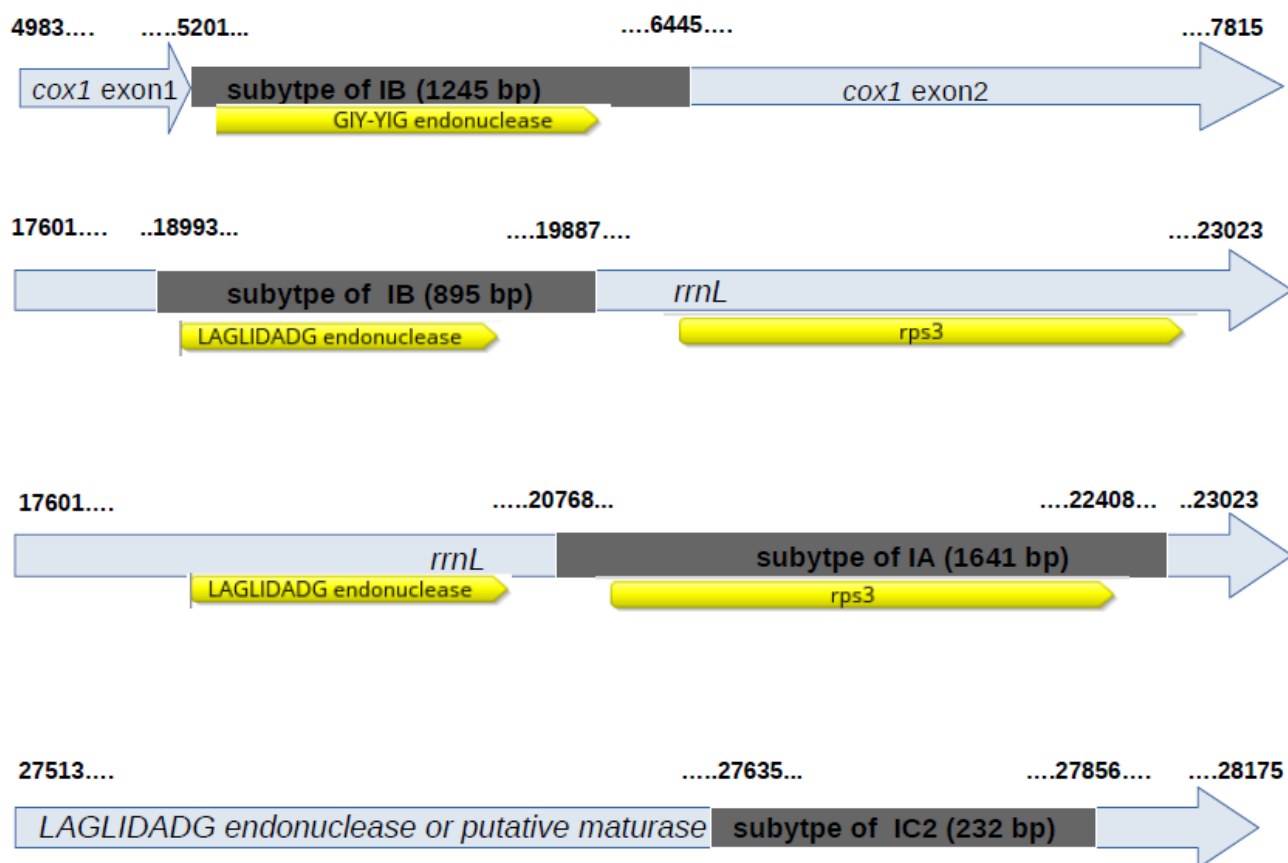 4983…. …..5201... ….6445…. ….7815
cox1 exon1 subytpe of IB (1245 bp) cox1 exon2
GIY-YIG endonuclease
17601…. ..18993... ….19887…. ….23023
subytpe of IB (895 bp) rrnL
LAGLIDADG endonuclease rps3
17601…. …..20768... ….22408… ..23023
rrnL subytpe of IA (1641 bp)
LAGLIDADG endonuclease rps3
27513…. …..27635... ….27856…. ….28175
LAGLIDADG endonuclease or putative maturase subytpe of IC2 (232 bp)